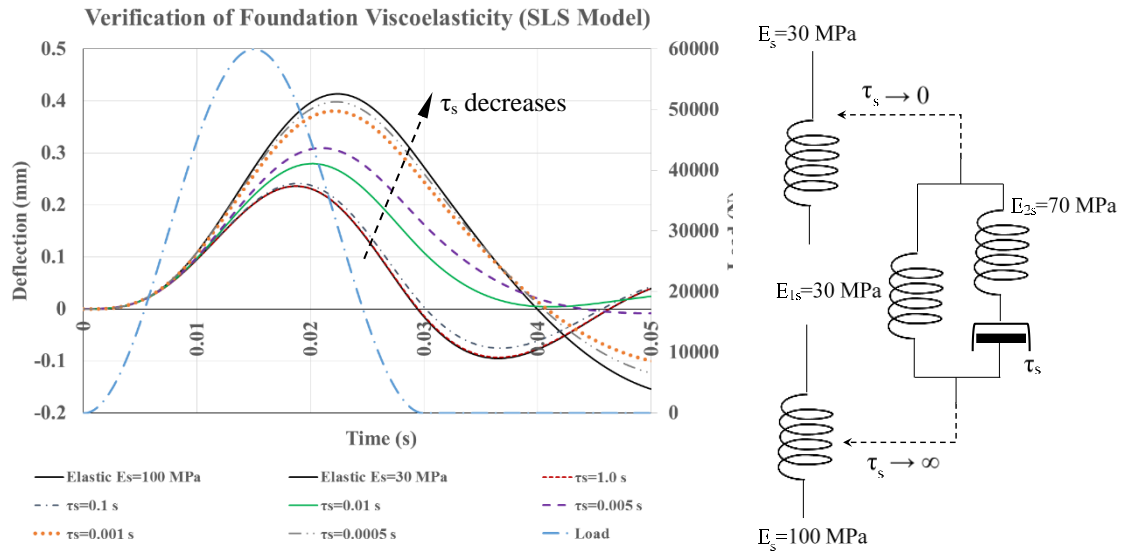 Verification of Foundation Viscoelasticity (SLS Model)
Deflection (mm)
0.5
0.4
0.3
0.2
0.1
0
-0.1
-0.2
0
0.01
0.02
0.03
0.04
0.05
Time (s)
60000
50000
40000
30000
20000
10000
0
τs decreases
Elastic Es=100 MPa
Elastic Es=30 MPa
τs=1.0 s
τs=0.1 s
τs=0.01 s
τs=0.005 s
τs=0.001 s
τs=0.0005 s
Load
Es=30 MPa
τs → 0
E2s=70 MPa
E1s=30 MPa
τs
τs → ∞
Es=100 MPa